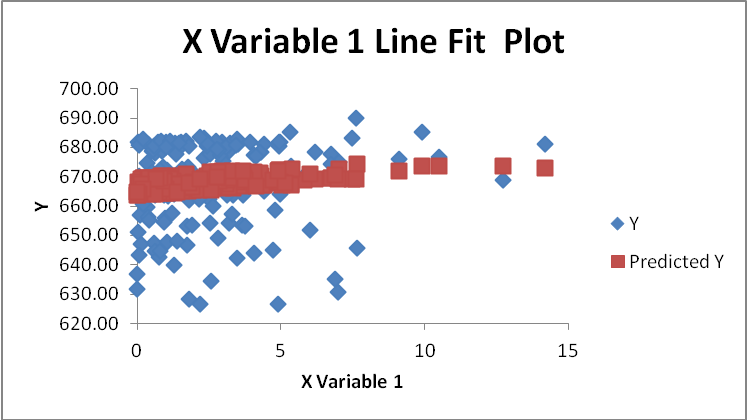 X Variable 1 Line Fit  Plot
700.00
690.00
680.00
670.00
660.00
650.00
640.00
630.00
620.00
Y
0
5
10
15
X Variable 1
Y
Predicted Y